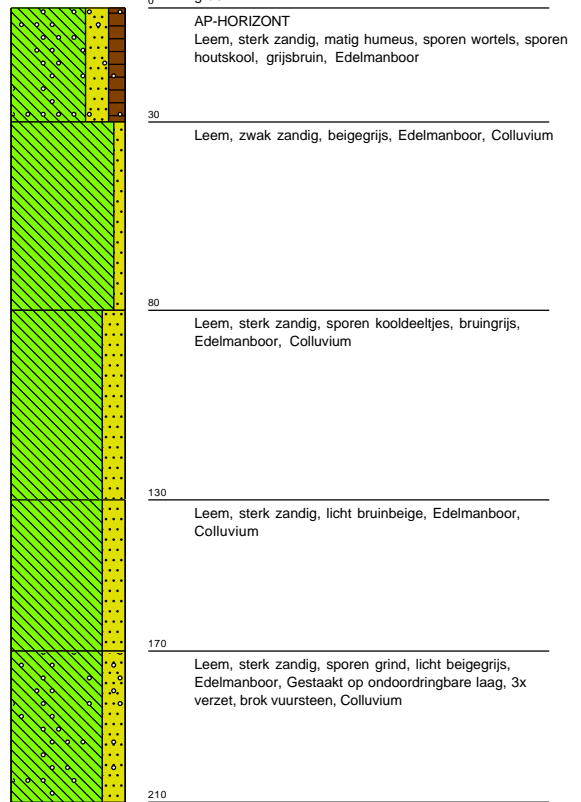 0
AP-HORIZONT
Leem, sterk zandig, matig humeus, sporen wortels, sporen
houtskool, grijsbruin, Edelmanboor
30
Leem, zwak zandig, beigegrijs, Edelmanboor, Colluvium
80
Leem, sterk zandig, sporen kooldeeltjes, bruingrijs,
Edelmanboor, Colluvium
130
Leem, sterk zandig, licht bruinbeige, Edelmanboor,
Colluvium
170
Leem, sterk zandig, sporen grind, licht beigegrijs,
Edelmanboor, Gestaakt op ondoordringbare laag, 3x
verzet, brok vuursteen, Colluvium
210